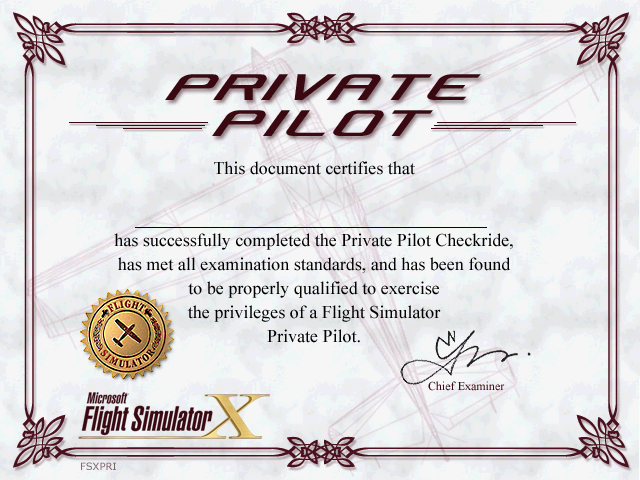 PRIVATE
PILOT
This document certifies that
has successfully completed the Private Pilot Checkride,
has met all examination standards, and has been found
to be properly qualified to exercise
the privileges of a Flight Simulator
Private Pilot.
FLIGHT
SIMULATOR
Chief Examiner
Microsoft
Flight Simulator X
FSXPRI